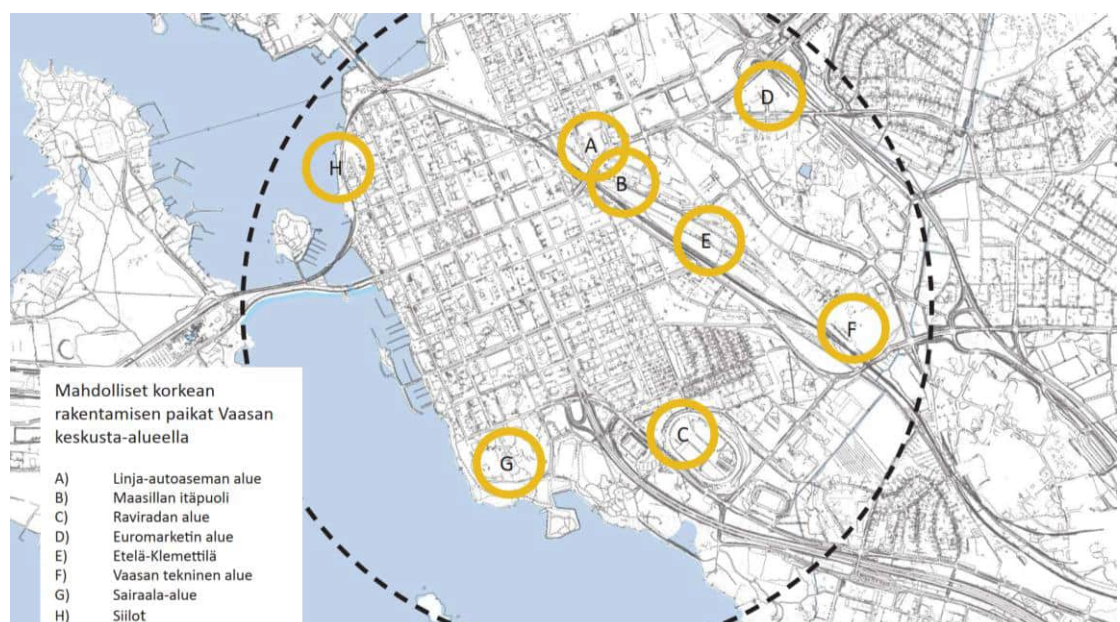 D
A
H
B
E
F
C
G
Mahdolliset korkean
rakentamisen paikat Vaasan
keskusta-alueella
A) Linja-autoaseman alue
B) Maasillan itäpuoli
C) Raviradan alue
D) Euromarketin alue
E) Etelä-Klemettilä
F) Vaasan tekninen alue
G) Sairaala-alue
H) Siilot